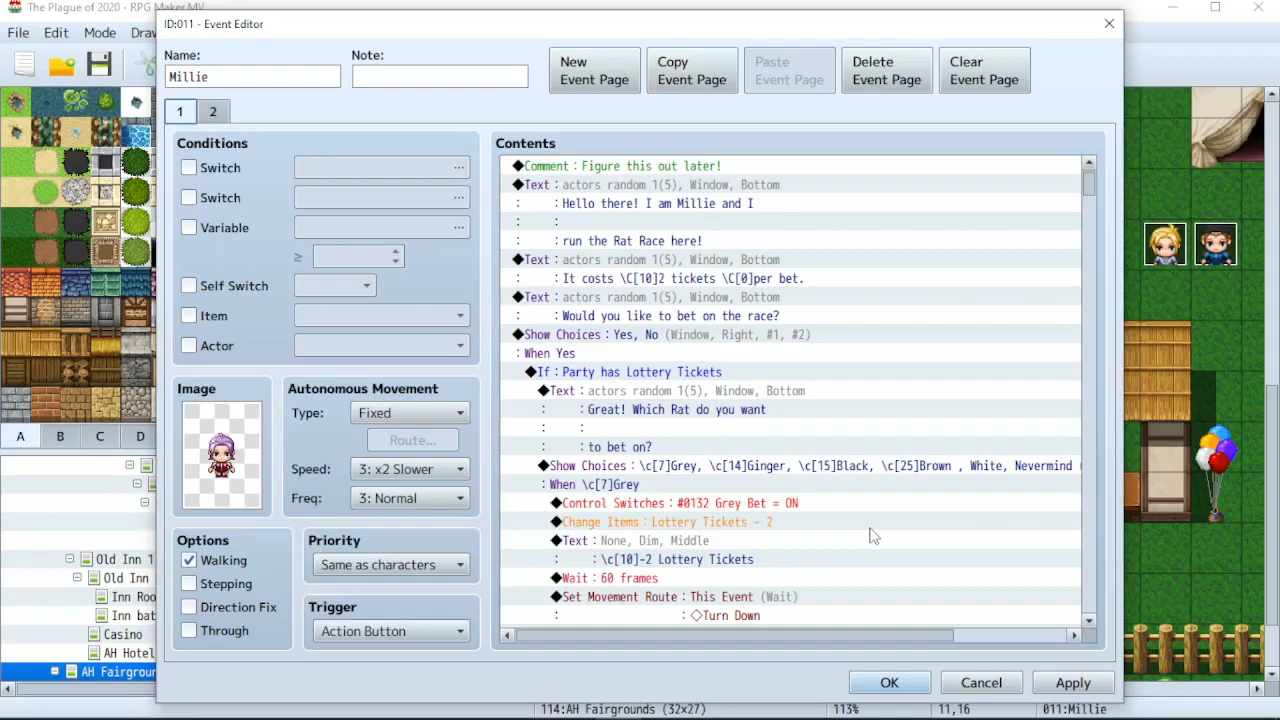 The Plague of 2020 - RPG Maker MV
File Edit Mode Draw
ID:011 - Event Editor
Name:
Millie
Note:
New Event Page
Copy Event Page
Paste Event Page
Delete Event Page
Clear Event Page
1 2
Conditions
Switch ...
Switch ...
Variable ...
≥
Self Switch
Item
Actor
Image
Autonomous Movement
Type: Fixed
Route...
Speed: 3: x2 Slower
Freq: 3: Normal
Options
Walking
Stepping
Direction Fix
Through
Priority
Same as characters
Trigger
Action Button
Contents
◆Comment : Figure this out later!
◆Text : actors random 1(5), Window, Bottom
: : Hello there! I am Millie and I
: :
: : run the Rat Race here!
◆Text : actors random 1(5), Window, Bottom
: : It costs \C[10]2 tickets \C[0]per bet.
◆Text : actors random 1(5), Window, Bottom
: : Would you like to bet on the race?
◆Show Choices : Yes, No (Window, Right, #1, #2)
: When Yes
◆If : Party has Lottery Tickets
◆Text : actors random 1(5), Window, Bottom
: : Great! Which Rat do you want
: :
: : to bet on?
◆Show Choices : \c[7]Grey, \c[14]Ginger, \c[15]Black, \c[25]Brown , White, Nevermind
: When \c[7]Grey
◆Control Switches : #0132 Grey Bet = ON
◆Change Items : Lottery Tickets - 2
◆Text : None, Dim, Middle
: : \c[10]-2 Lottery Tickets
◆Wait : 60 frames
◆Set Movement Route : This Event (Wait)
: : ◇Turn Down
A B C D
Old Inn 1
Old Inn
Inn Roo
Inn bat
Casino
AH Hotel
AH Fairgroun
OK Cancel Apply
114:AH Fairgrounds (32x27) 113% 11,16 011:Millie